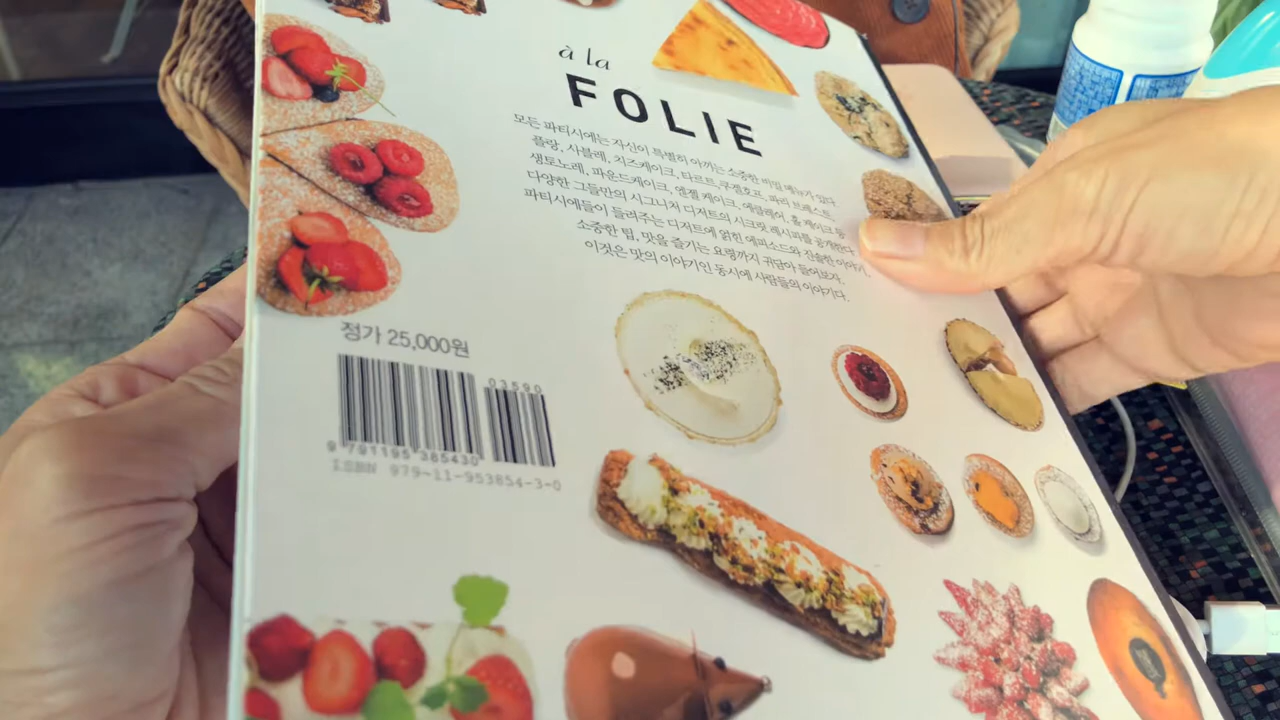 à la
FOLIE
모든 파티시에는 자신이 특별히 아끼는 소중한 비밀 메뉴가 있다.
플랑, 사블레, 치즈케이크, 타르트, 쿠겔호프, 파리 브레스트,
생토노레, 파운드케이크, 엔젤 케이크, 에클레어, 홀 케이크 등
다양한 그들만의 시그니처 디저트의 시크릿 레시피를 공개한다.
파티시에들이 들려주는 디저트에 얽힌 에피소드와 진솔한 이야기,
소중한 팁, 맛을 즐기는 요령까지 귀담아 들어보자.
이것은 맛의 이야기인 동시에 사람들의 이야기다.
정가 25,000원
03590
9 791195 385430
ISBN 979-11-953854-3-0